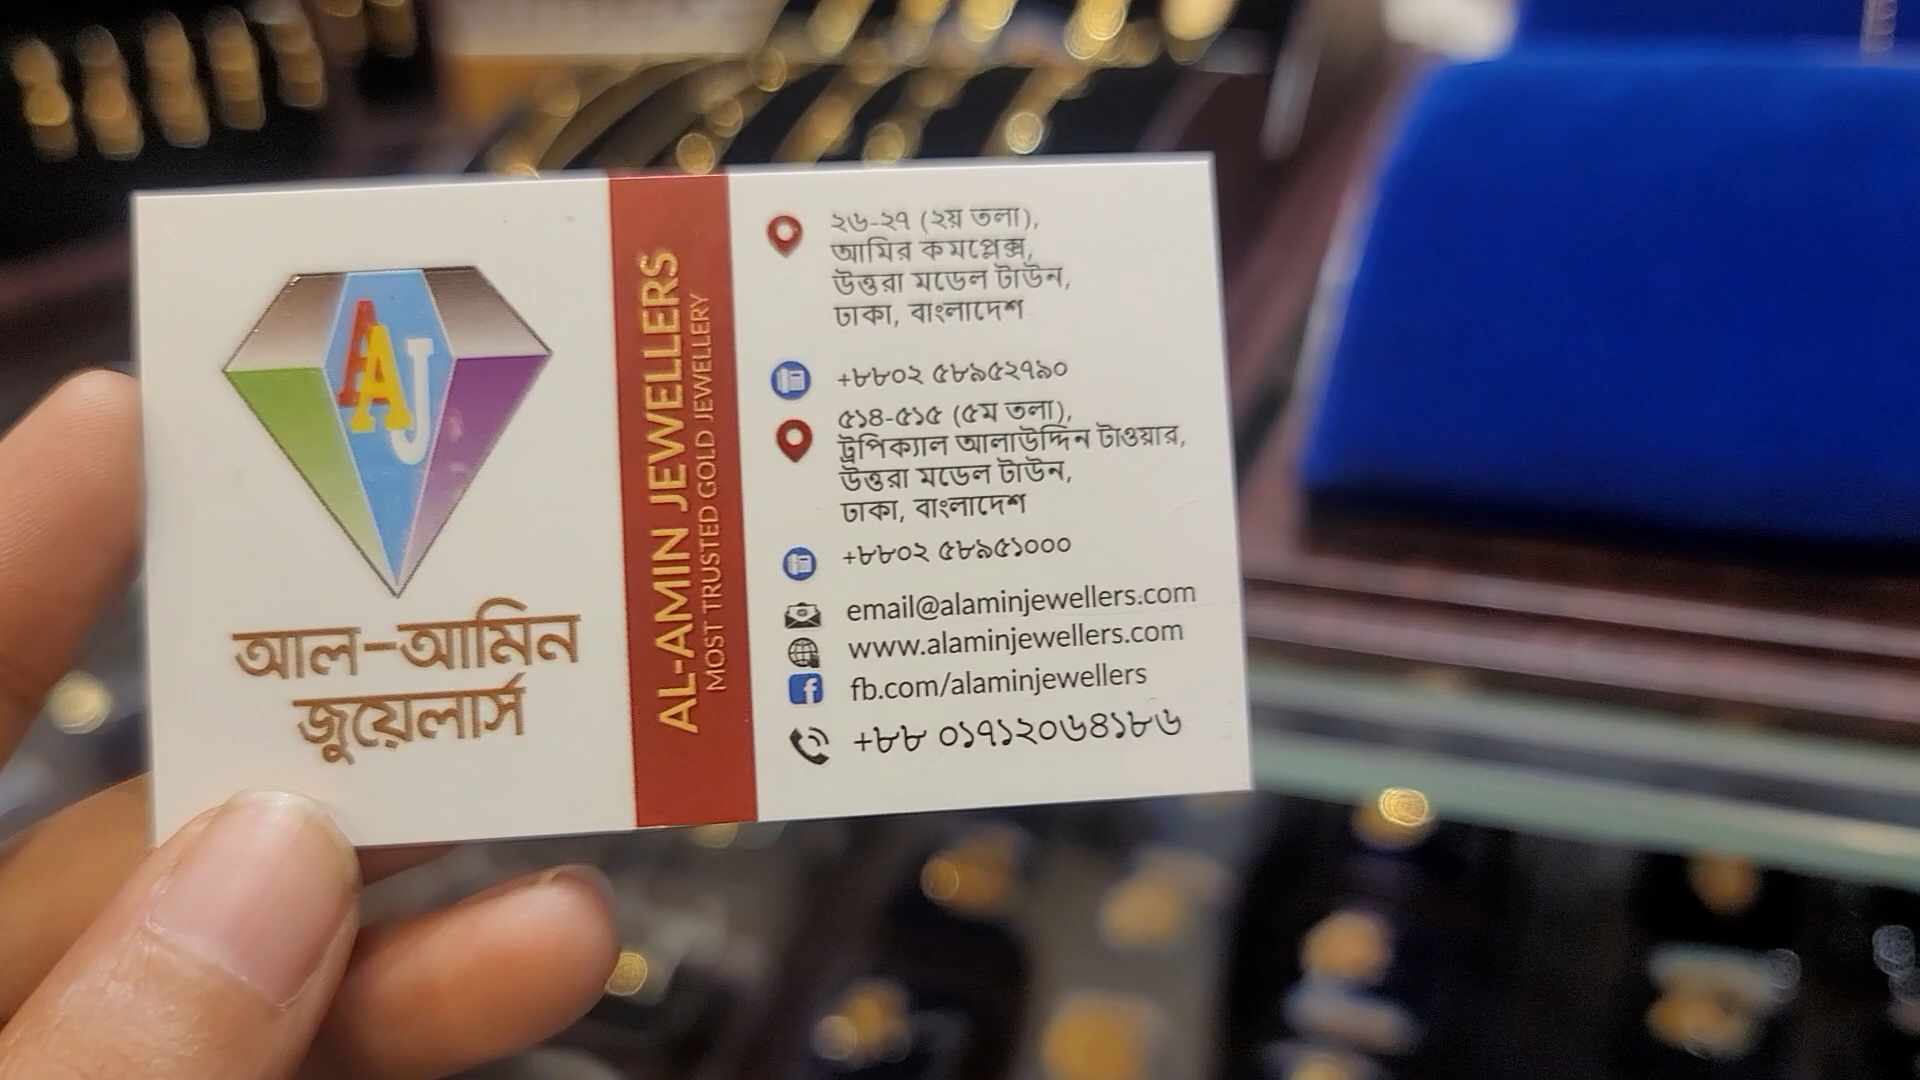 AAJ
আল-আমিন
জুয়েলার্স
AL-AMIN JEWELLERS
MOST TRUSTED GOLD JEWELLERY
২৬-২৭ (২য় তলা),
আমির কমপ্লেক্স,
উত্তরা মডেল টাউন,
ঢাকা, বাংলাদেশ
+৮৮০২ ৫৮৯৫২৭৯০
৫১৪-৫১৫ (৫ম তলা),
ট্রপিক্যাল আলাউদ্দিন টাওয়ার,
উত্তরা মডেল টাউন,
ঢাকা, বাংলাদেশ
+৮৮০২ ৫৮৯৫১০০০
email@alaminjewellers.com
www.alaminjewellers.com
fb.com/alaminjewellers
+৮৮ ০১৭১২০৬৪১৮৬